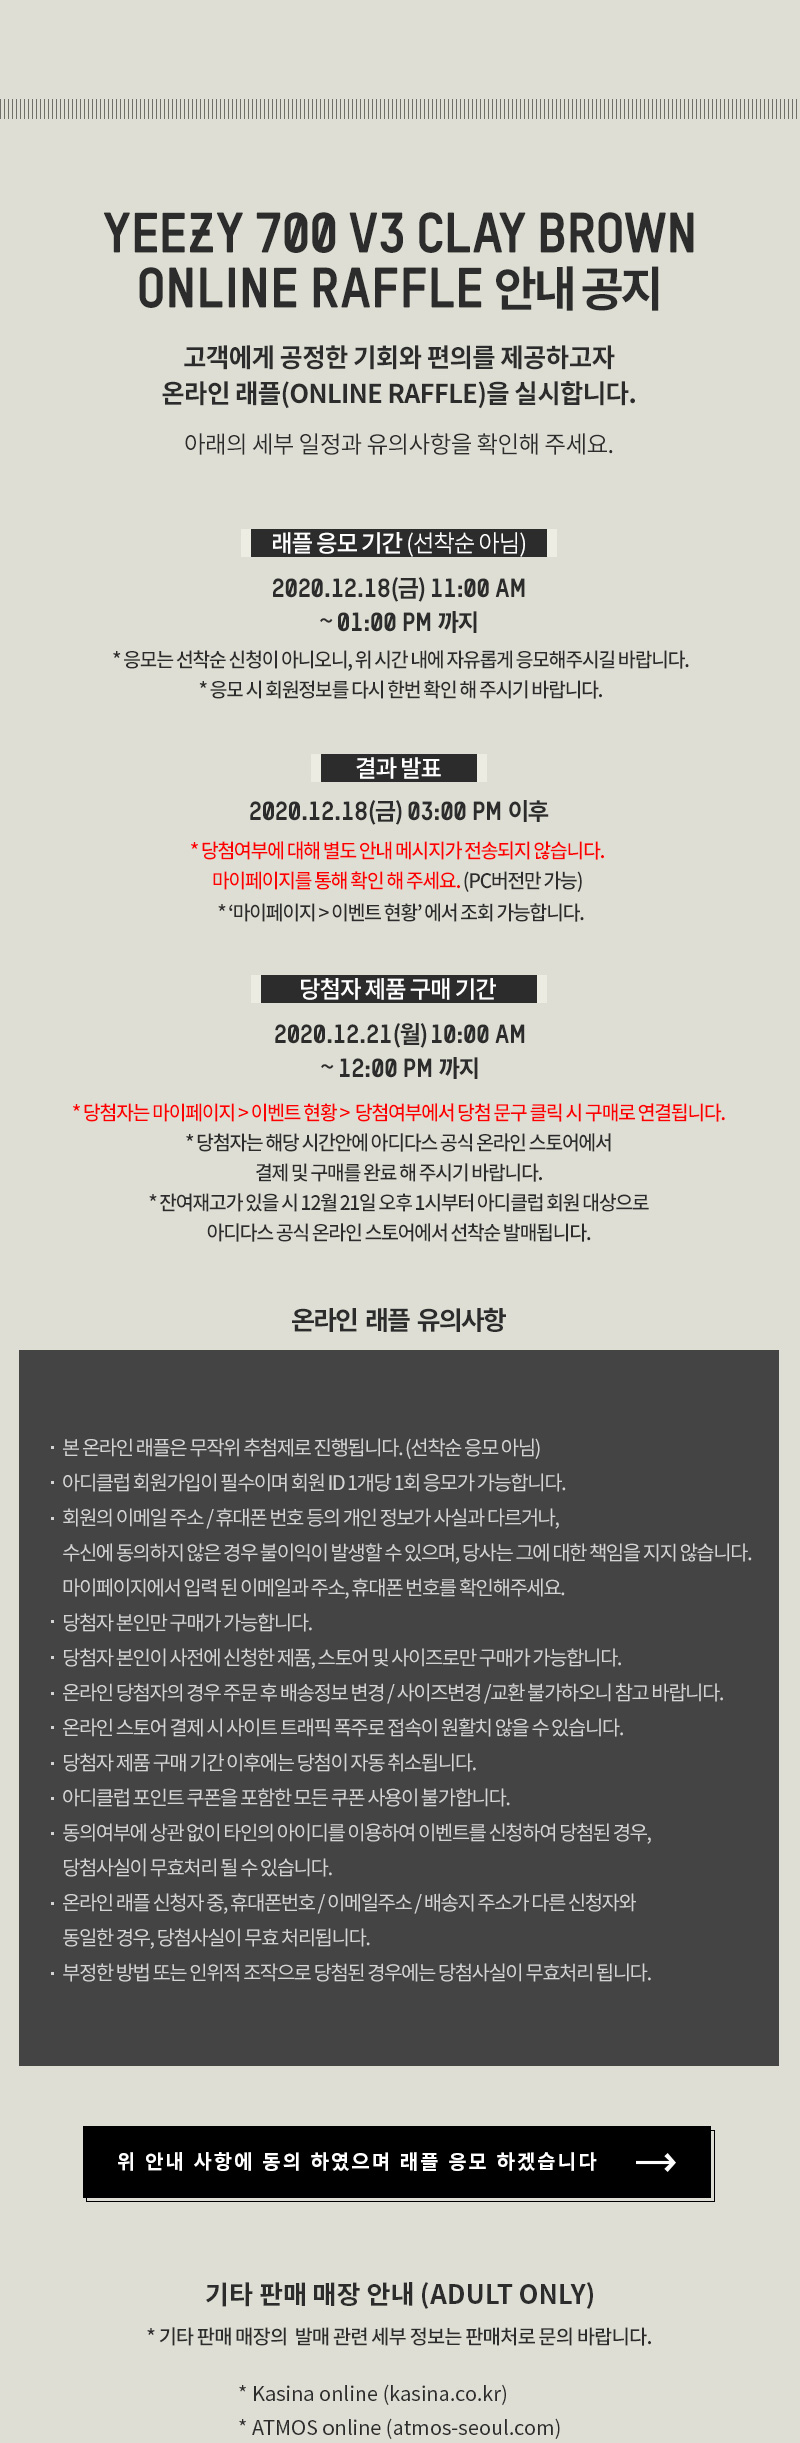 YEEZY 700 V3 CLAY BROWN
ONLINE RAFFLE 안내 공지
고객에게 공정한 기회와 편의를 제공하고자
온라인 래플(ONLINE RAFFLE)을 실시합니다.
아래의 세부 일정과 유의사항을 확인해 주세요.
래플 응모 기간 (선착순 아님)
2020.12.18(금) 11:00 AM
~ 01:00 PM 까지
* 응모는 선착순 신청이 아니오니, 위 시간 내에 자유롭게 응모해주시길 바랍니다.
* 응모 시 회원정보를 다시 한번 확인 해 주시기 바랍니다.
결과 발표
2020.12.18(금) 03:00 PM 이후
* 당첨여부에 대해 별도 안내 메시지가 전송되지 않습니다.
마이페이지를 통해 확인 해 주세요. (PC버전만 가능)
* ‘마이페이지 > 이벤트 현황’ 에서 조회 가능합니다.
당첨자 제품 구매 기간
2020.12.21(월) 10:00 AM
~ 12:00 PM 까지
* 당첨자는 마이페이지 > 이벤트 현황 > 당첨여부에서 당첨 문구 클릭 시 구매로 연결됩니다.
* 당첨자는 해당 시간안에 아디다스 공식 온라인 스토어에서
결제 및 구매를 완료 해 주시기 바랍니다.
* 잔여재고가 있을 시 12월 21일 오후 1시부터 아디클럽 회원 대상으로
아디다스 공식 온라인 스토어에서 선착순 발매됩니다.
온라인 래플 유의사항
· 본 온라인 래플은 무작위 추첨제로 진행됩니다. (선착순 응모 아님)
· 아디클럽 회원가입이 필수이며 회원 ID 1개당 1회 응모가 가능합니다.
· 회원의 이메일 주소 / 휴대폰 번호 등의 개인 정보가 사실과 다르거나,
수신에 동의하지 않은 경우 불이익이 발생할 수 있으며, 당사는 그에 대한 책임을 지지 않습니다.
마이페이지에서 입력 된 이메일과 주소, 휴대폰 번호를 확인해주세요.
· 당첨자 본인만 구매가 가능합니다.
· 당첨자 본인이 사전에 신청한 제품, 스토어 및 사이즈로만 구매가 가능합니다.
· 온라인 당첨자의 경우 주문 후 배송정보 변경 / 사이즈변경 /교환 불가하오니 참고 바랍니다.
· 온라인 스토어 결제 시 사이트 트래픽 폭주로 접속이 원활치 않을 수 있습니다.
· 당첨자 제품 구매 기간 이후에는 당첨이 자동 취소됩니다.
· 아디클럽 포인트 쿠폰을 포함한 모든 쿠폰 사용이 불가합니다.
· 동의여부에 상관 없이 타인의 아이디를 이용하여 이벤트를 신청하여 당첨된 경우,
당첨사실이 무효처리 될 수 있습니다.
· 온라인 래플 신청자 중, 휴대폰번호 / 이메일주소 / 배송지 주소가 다른 신청자와
동일한 경우, 당첨사실이 무효 처리됩니다.
· 부정한 방법 또는 인위적 조작으로 당첨된 경우에는 당첨사실이 무효처리 됩니다.
위 안내 사항에 동의 하였으며 래플 응모 하겠습니다 →
기타 판매 매장 안내 (ADULT ONLY)
* 기타 판매 매장의 발매 관련 세부 정보는 판매처로 문의 바랍니다.
* Kasina online (kasina.co.kr)
* ATMOS online (atmos-seoul.com)